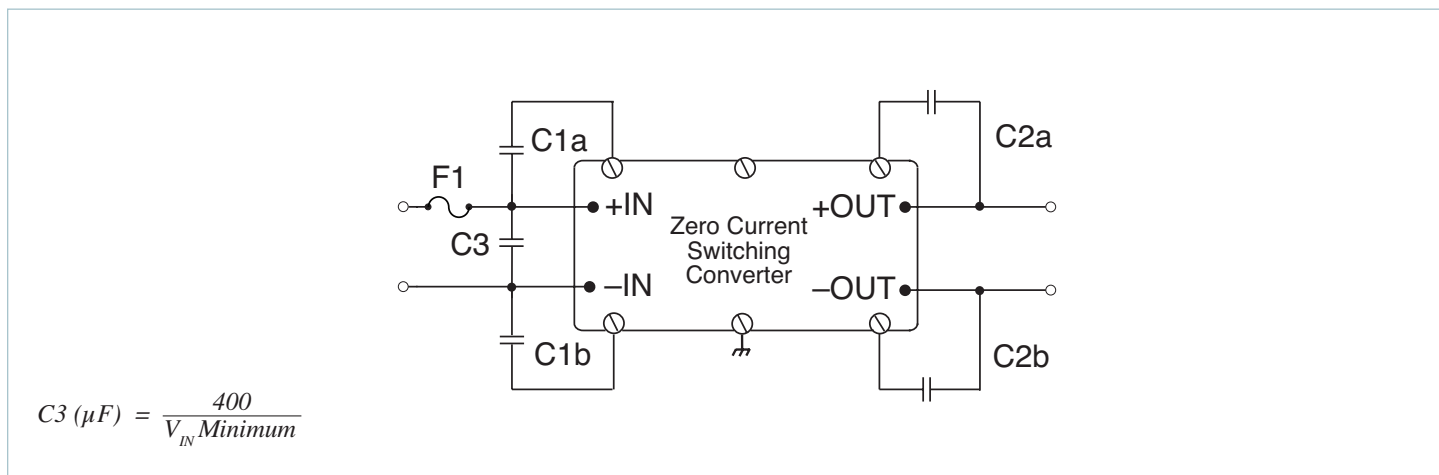 C1a
C2a
F1
+IN
+OUT
Zero Current
Switching
Converter
C3
–IN
–OUT
C1b
C2b
C3 (µF) = 400
V_IN Minimum